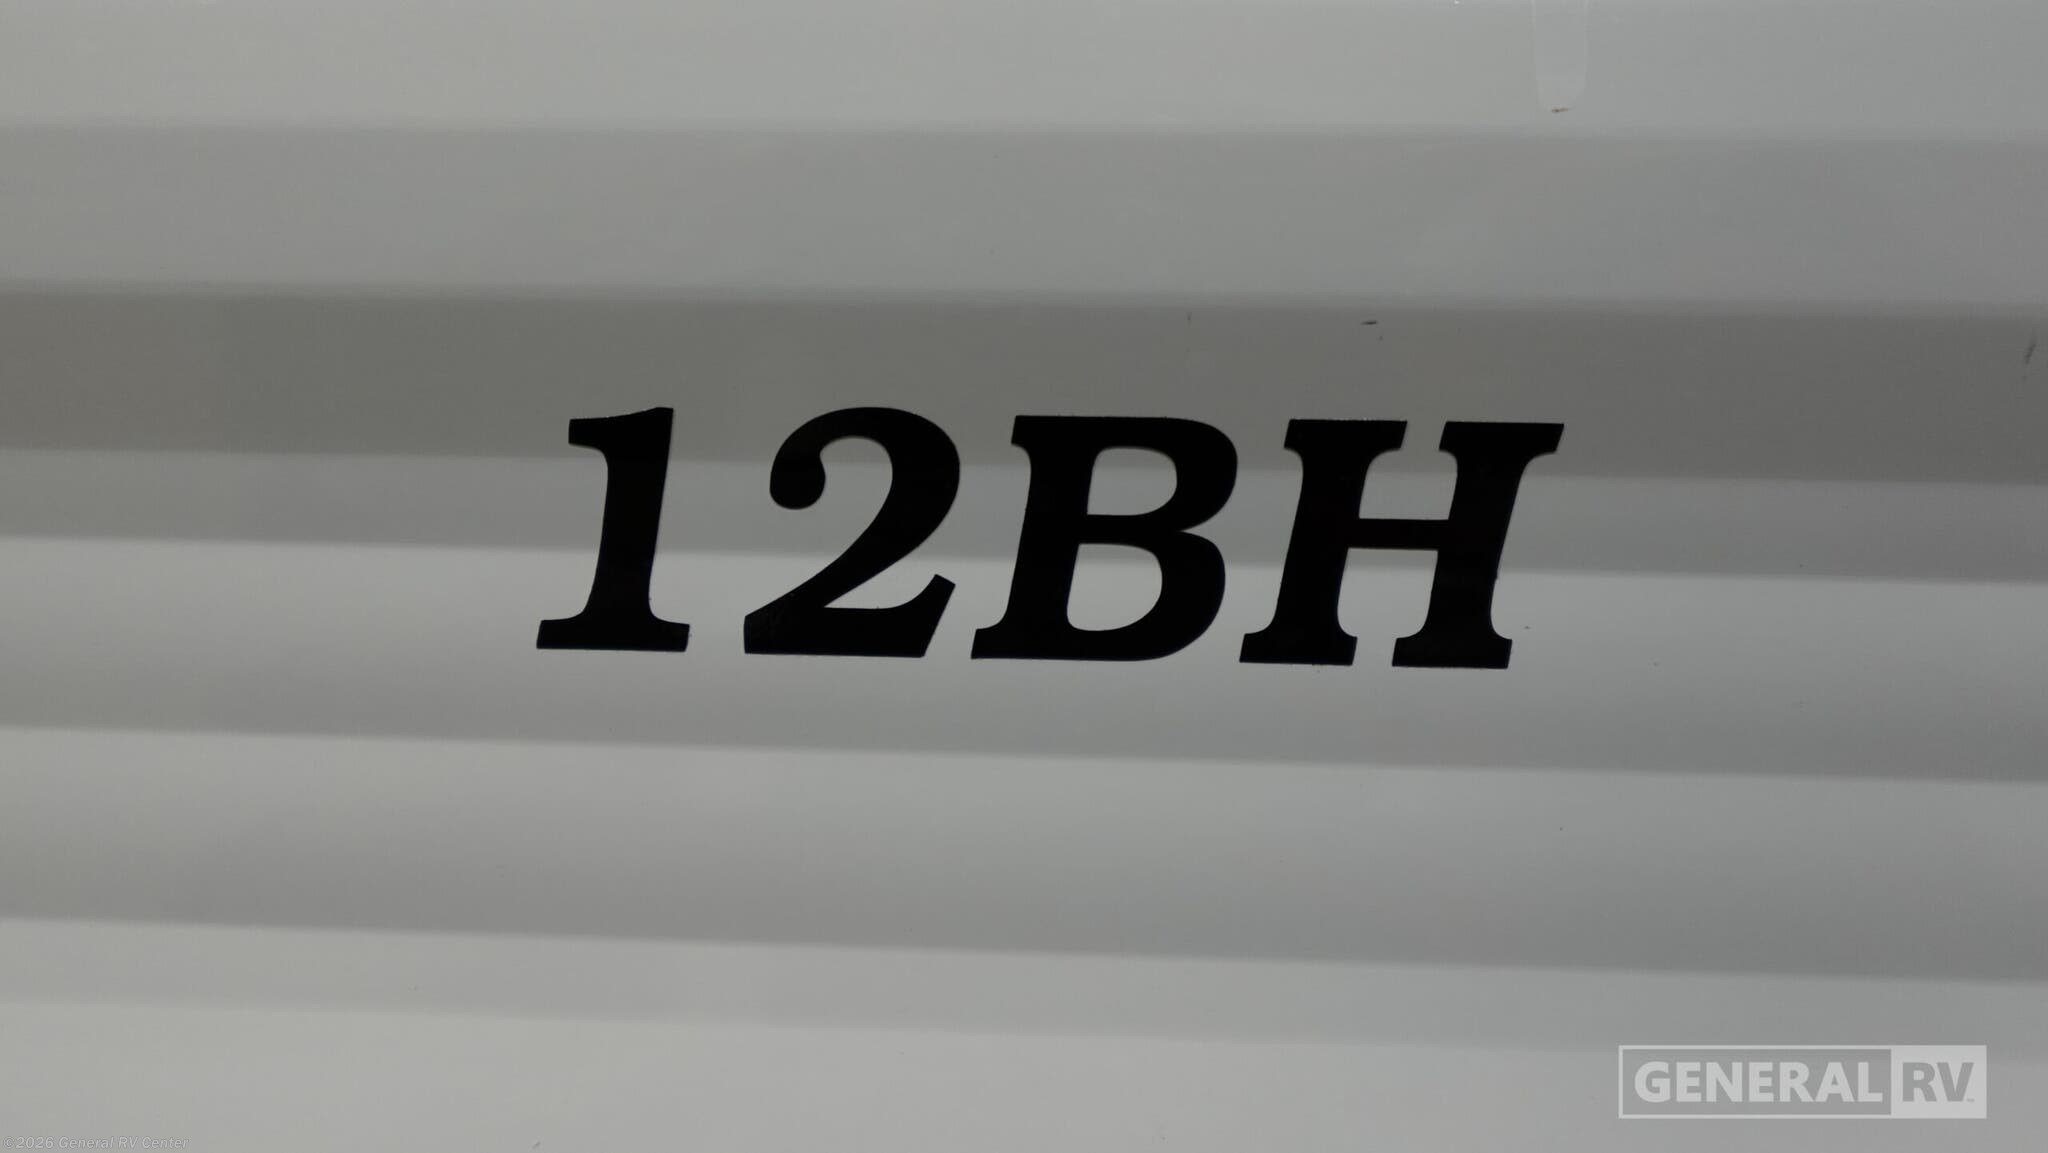 12BH
GENERAL RV
©2026 General RV Center